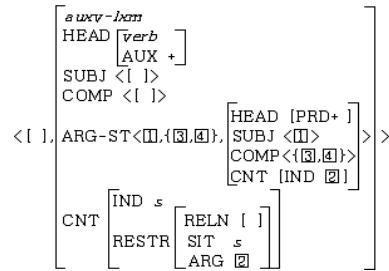 auxv-lxm
HEAD [verb
AUX +]
SUBJ <[ ]>
COMP <[ ]>
<[ ], ARG-ST<[1],{[3],[4]}, [HEAD [PRD+ ]
SUBJ <[1]>
COMP<{[3],[4]}>
CNT [IND [2]]] > >
CNT [IND s
RESTR [RELN [ ]
SIT s
ARG [2]]]